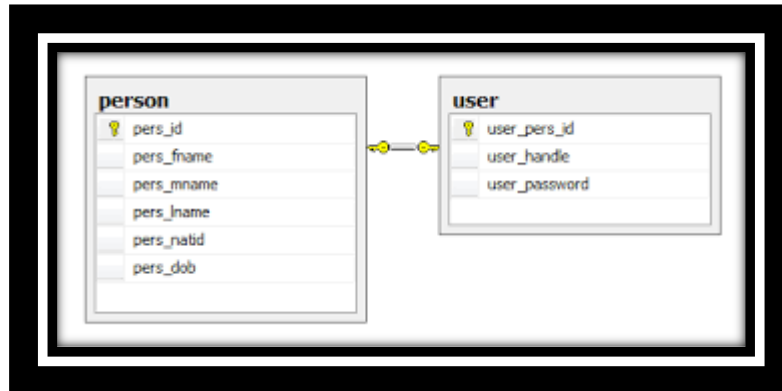 person
pers_id
pers_fname
pers_mname
pers_lname
pers_natid
pers_dob
user
user_pers_id
user_handle
user_password